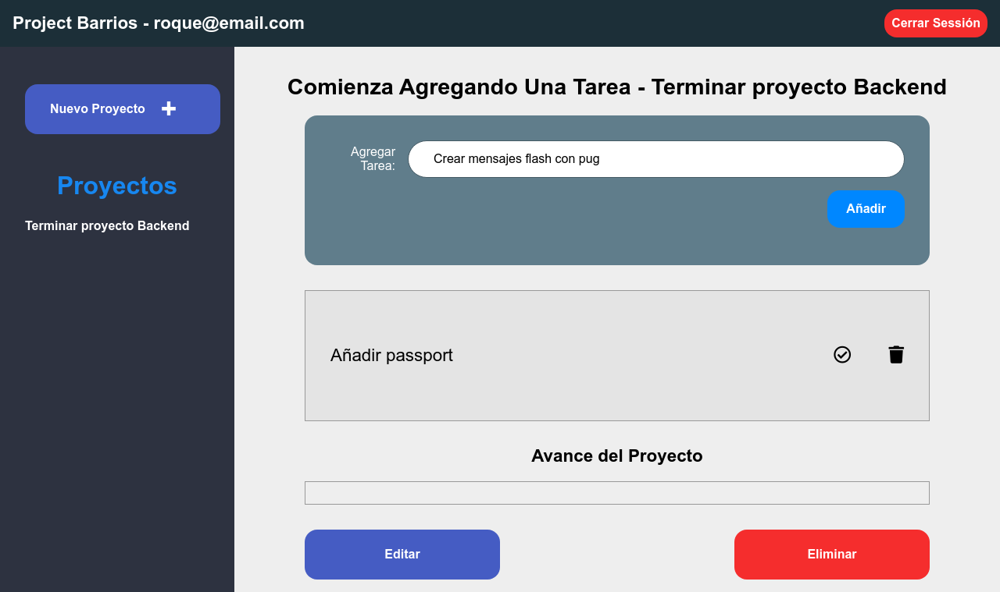 Project Barrios - roque@email.com
Cerrar Sessión
Nuevo Proyecto
Proyectos
Terminar proyecto Backend
Comienza Agregando Una Tarea - Terminar proyecto Backend
Agregar
Tarea:
Crear mensajes flash con pug
Añadir
Añadir passport
Avance del Proyecto
Editar
Eliminar